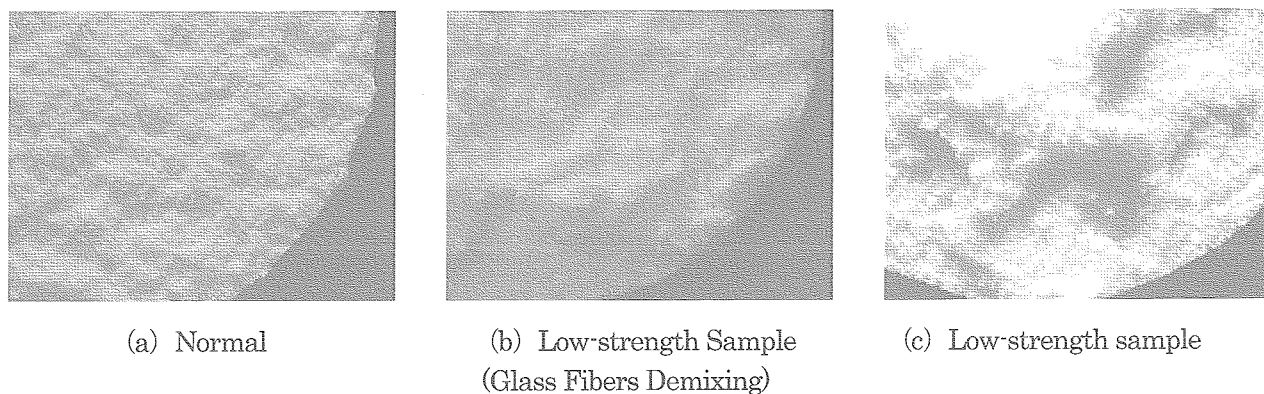 (a) Normal
(b) Low-strength Sample
(Glass Fibers Demixing)
(c) Low-strength sample